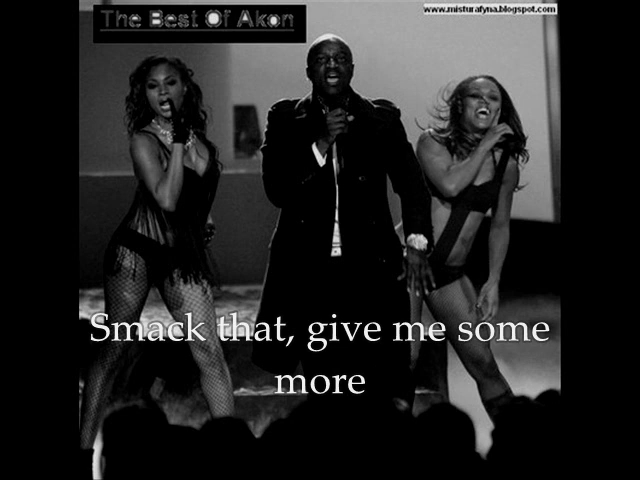 The Best Of Akon
www.misturafyna.blogspot.com
Smack that, give me some
more